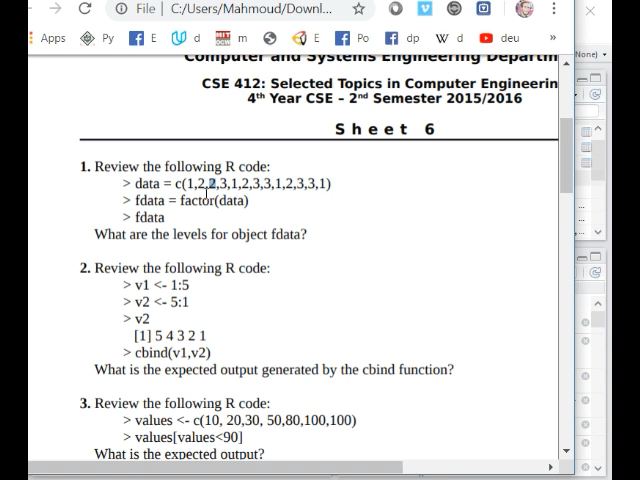 File | C:/Users/Mahmoud/Downl...
Apps Py E d MIT OCW m E Po dp W d deu »
Computer and Systems Engineering Departm
CSE 412: Selected Topics in Computer Engineerin
4th Year CSE – 2nd Semester 2015/2016
Sheet 6
1. Review the following R code:
> data = c(1,2,2,3,1,2,3,3,1,2,3,3,1)
> fdata = factor(data)
> fdata
What are the levels for object fdata?
2. Review the following R code:
> v1 <- 1:5
> v2 <- 5:1
> v2
[1] 5 4 3 2 1
> cbind(v1,v2)
What is the expected output generated by the cbind function?
3. Review the following R code:
> values <- c(10, 20,30, 50,80,100,100)
> values[values<90]
What is the expected output?
None)